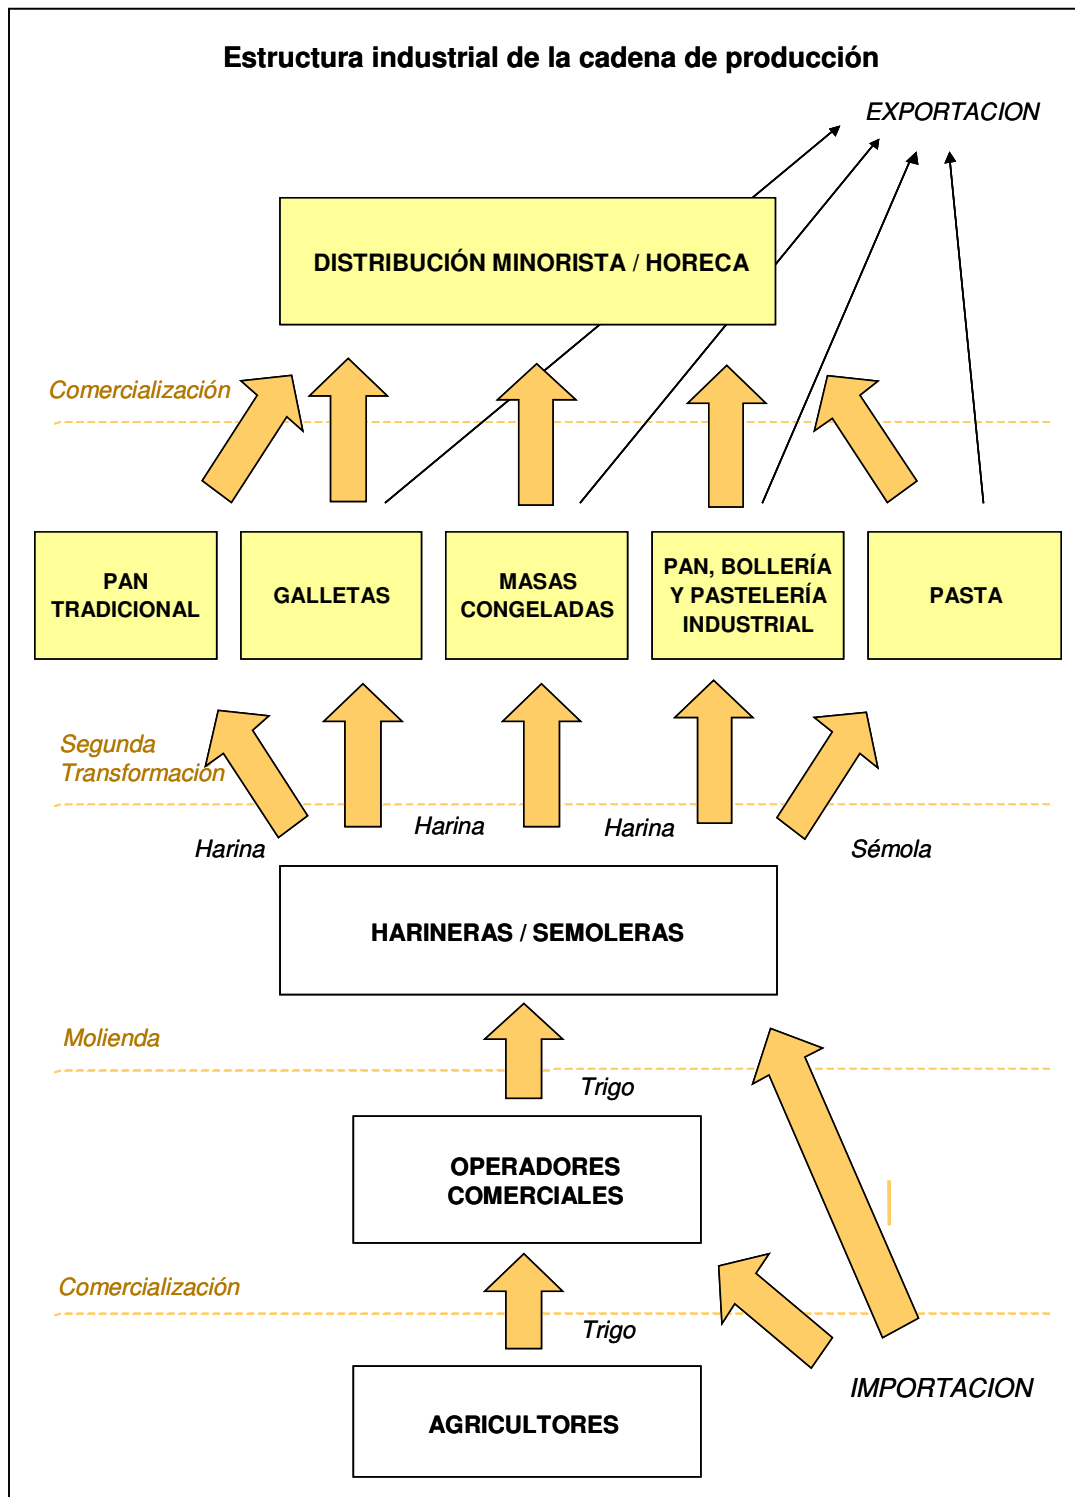 Estructura industrial de la cadena de producción
EXPORTACION
DISTRIBUCIÓN MINORISTA / HORECA
Comercialización
PAN
TRADICIONAL
GALLETAS
MASAS
CONGELADAS
PAN, BOLLERÍA
Y PASTELERÍA
INDUSTRIAL
PASTA
Segunda
Transformación
Harina
Harina
Harina
Sémola
HARINERAS / SEMOLERAS
Molienda
Trigo
OPERADORES
COMERCIALES
Comercialización
Trigo
IMPORTACION
AGRICULTORES